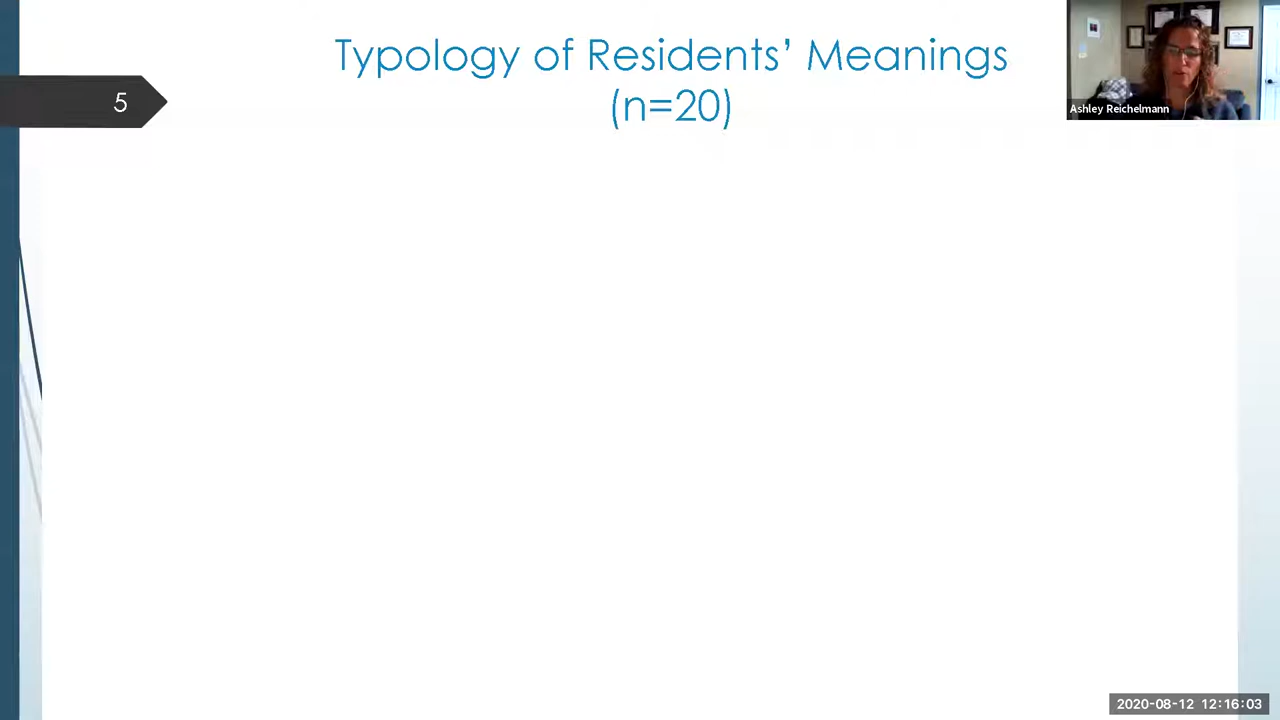 Typology of Residents’ Meanings
(n=20)
5
Ashley Reichelmann
2020-08-12 12:16:03